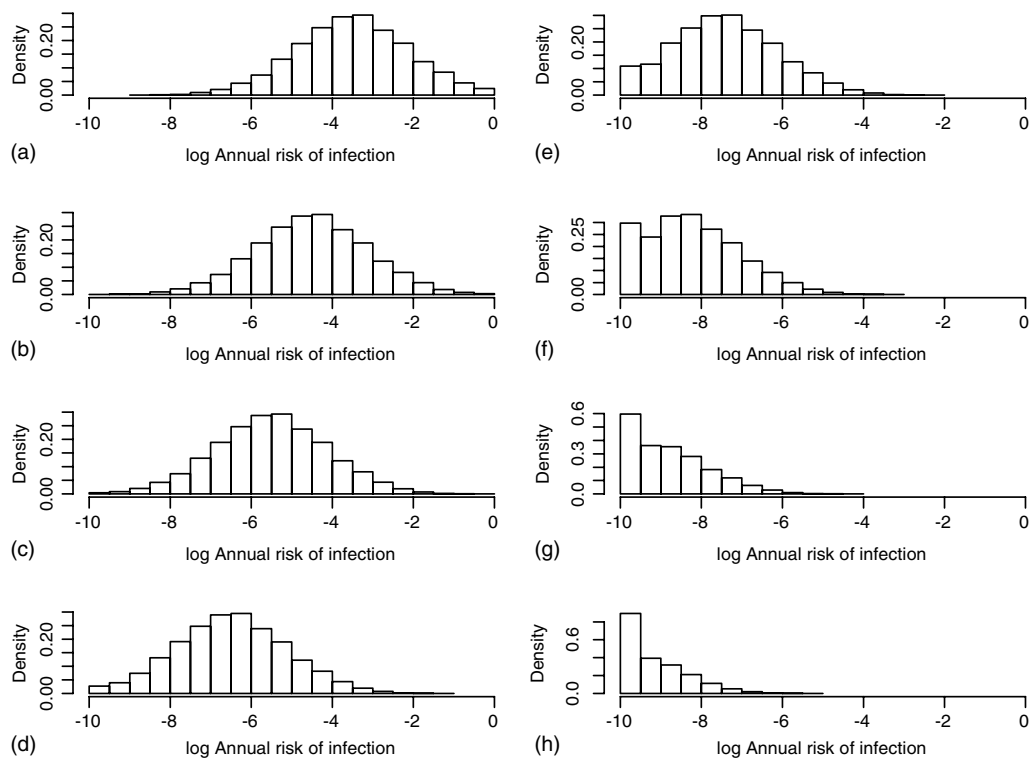 Density
0.00 0.20
-10 -8 -6 -4 -2 0
log Annual risk of infection
(a)
Density
0.00 0.20
-10 -8 -6 -4 -2 0
log Annual risk of infection
(b)
Density
0.00 0.20
-10 -8 -6 -4 -2 0
log Annual risk of infection
(c)
Density
0.00 0.20
-10 -8 -6 -4 -2 0
log Annual risk of infection
(d)
Density
0.00 0.20
-10 -8 -6 -4 -2 0
log Annual risk of infection
(e)
Density
0.00 0.25
-10 -8 -6 -4 -2 0
log Annual risk of infection
(f)
Density
0.0 0.3 0.6
-10 -8 -6 -4 -2 0
log Annual risk of infection
(g)
Density
0.0 0.6
-10 -8 -6 -4 -2 0
log Annual risk of infection
(h)